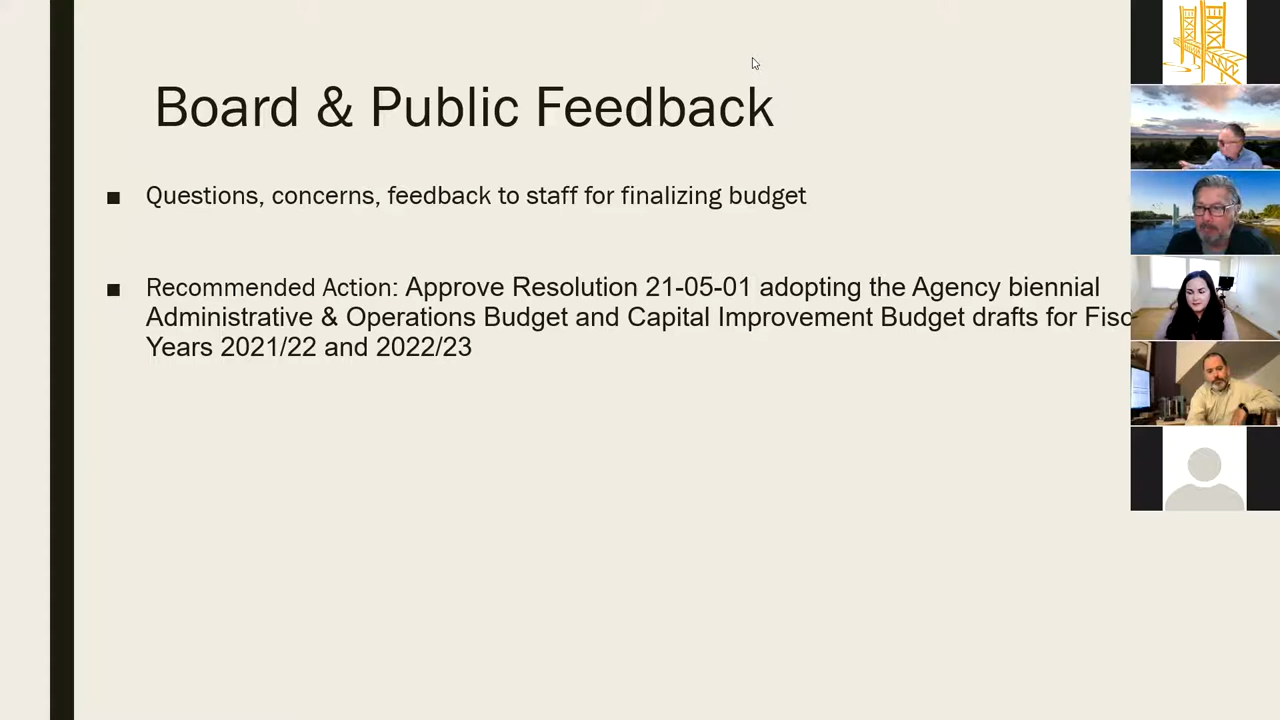 Board & Public Feedback
■ Questions, concerns, feedback to staff for finalizing budget
■ Recommended Action: Approve Resolution 21-05-01 adopting the Agency biennial
Administrative & Operations Budget and Capital Improvement Budget drafts for Fisc
Years 2021/22 and 2022/23